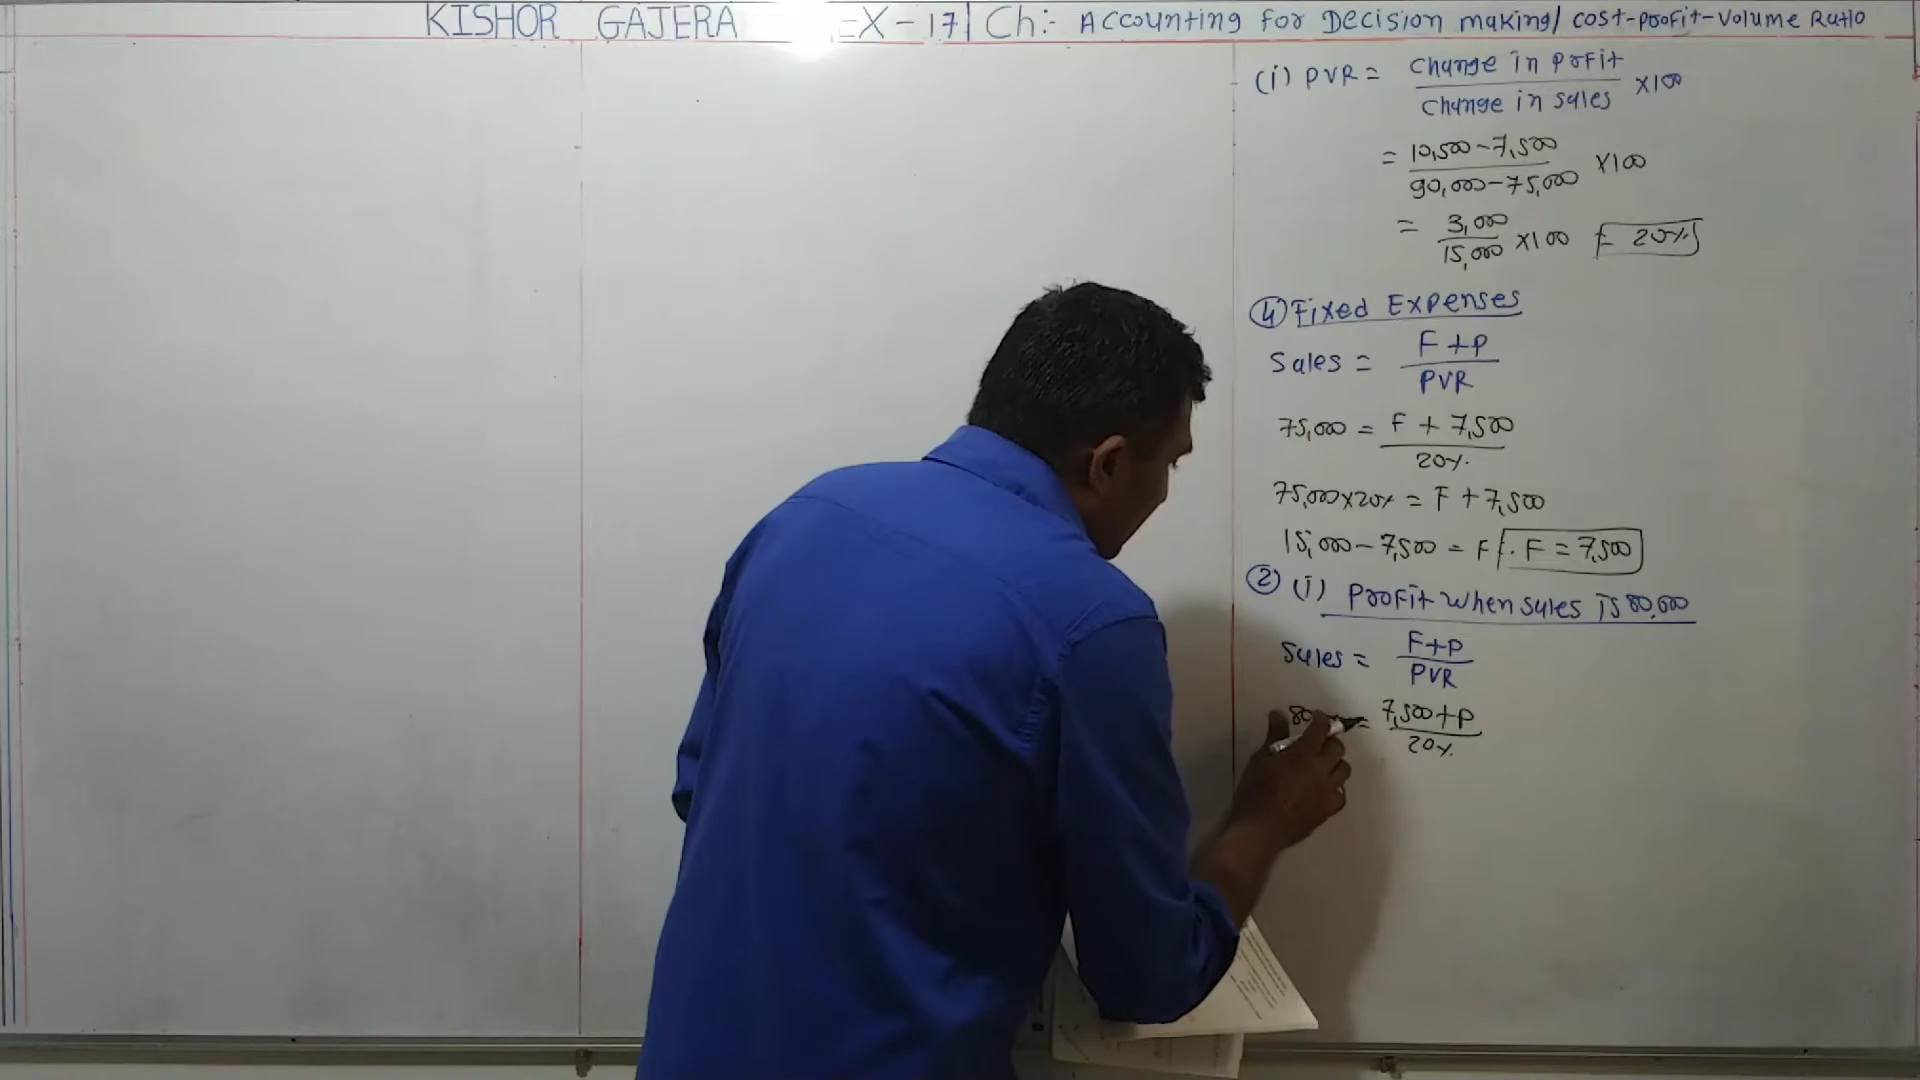 KISHOR GAJERA EX-17 Ch:- Accounting for Decision making/cost-profit-volume Ratio
(i) PVR = Change in profit / Change in sales ×100
= 10,500-7,500 / 90,000-75,000 ×100
= 3,000 / 15,000 ×100 = 20%
(4) Fixed Expenses
Sales = F+P / PVR
75,000 = F + 7,500 / 20%
75,000×20% = F + 7,500
15,000-7,500 = F ∴ F = 7,500
(2) (i) Profit when sales is 80,000
Sales = F+P / PVR
80 = 7,500+P / 20%